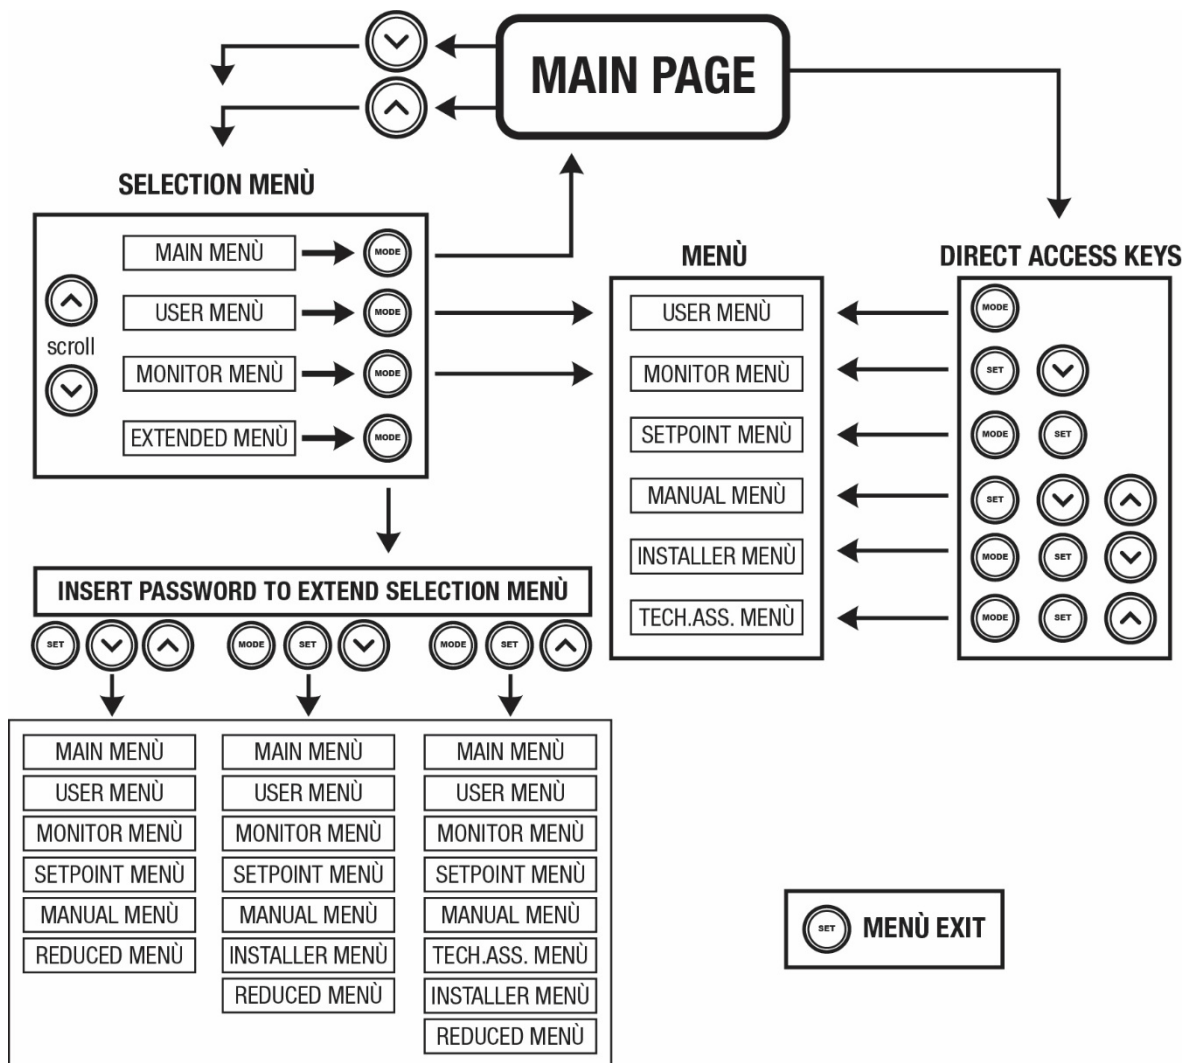 MAIN PAGE
SELECTION MENÙ
MAIN MENÙ MODE
USER MENÙ MODE
scroll
MONITOR MENÙ MODE
EXTENDED MENÙ MODE
MENÙ
USER MENÙ
MONITOR MENÙ
SETPOINT MENÙ
MANUAL MENÙ
INSTALLER MENÙ
TECH.ASS. MENÙ
DIRECT ACCESS KEYS
MODE
SET
MODE SET
SET
MODE SET
MODE SET
INSERT PASSWORD TO EXTEND SELECTION MENÙ
SET MODE SET MODE SET
MAIN MENÙ
USER MENÙ
MONITOR MENÙ
SETPOINT MENÙ
MANUAL MENÙ
REDUCED MENÙ
MAIN MENÙ
USER MENÙ
MONITOR MENÙ
SETPOINT MENÙ
MANUAL MENÙ
INSTALLER MENÙ
REDUCED MENÙ
MAIN MENÙ
USER MENÙ
MONITOR MENÙ
SETPOINT MENÙ
MANUAL MENÙ
TECH.ASS. MENÙ
INSTALLER MENÙ
REDUCED MENÙ
SET MENÙ EXIT